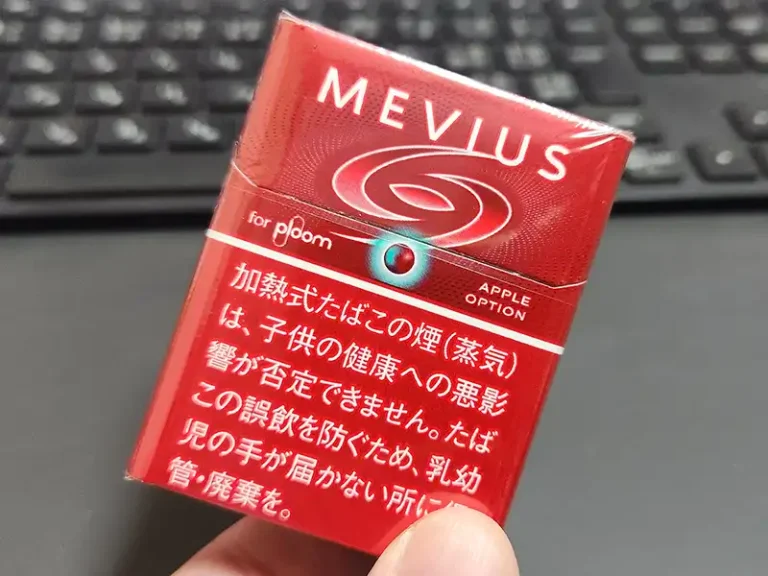 MEVIUS
for ploom
APPLE
OPTION
加熱式たばこの煙(蒸気)
は、子供の健康への悪影
響が否定できません。たば
この誤飲を防ぐため、乳幼
児の手が届かない所に
管・廃棄を。